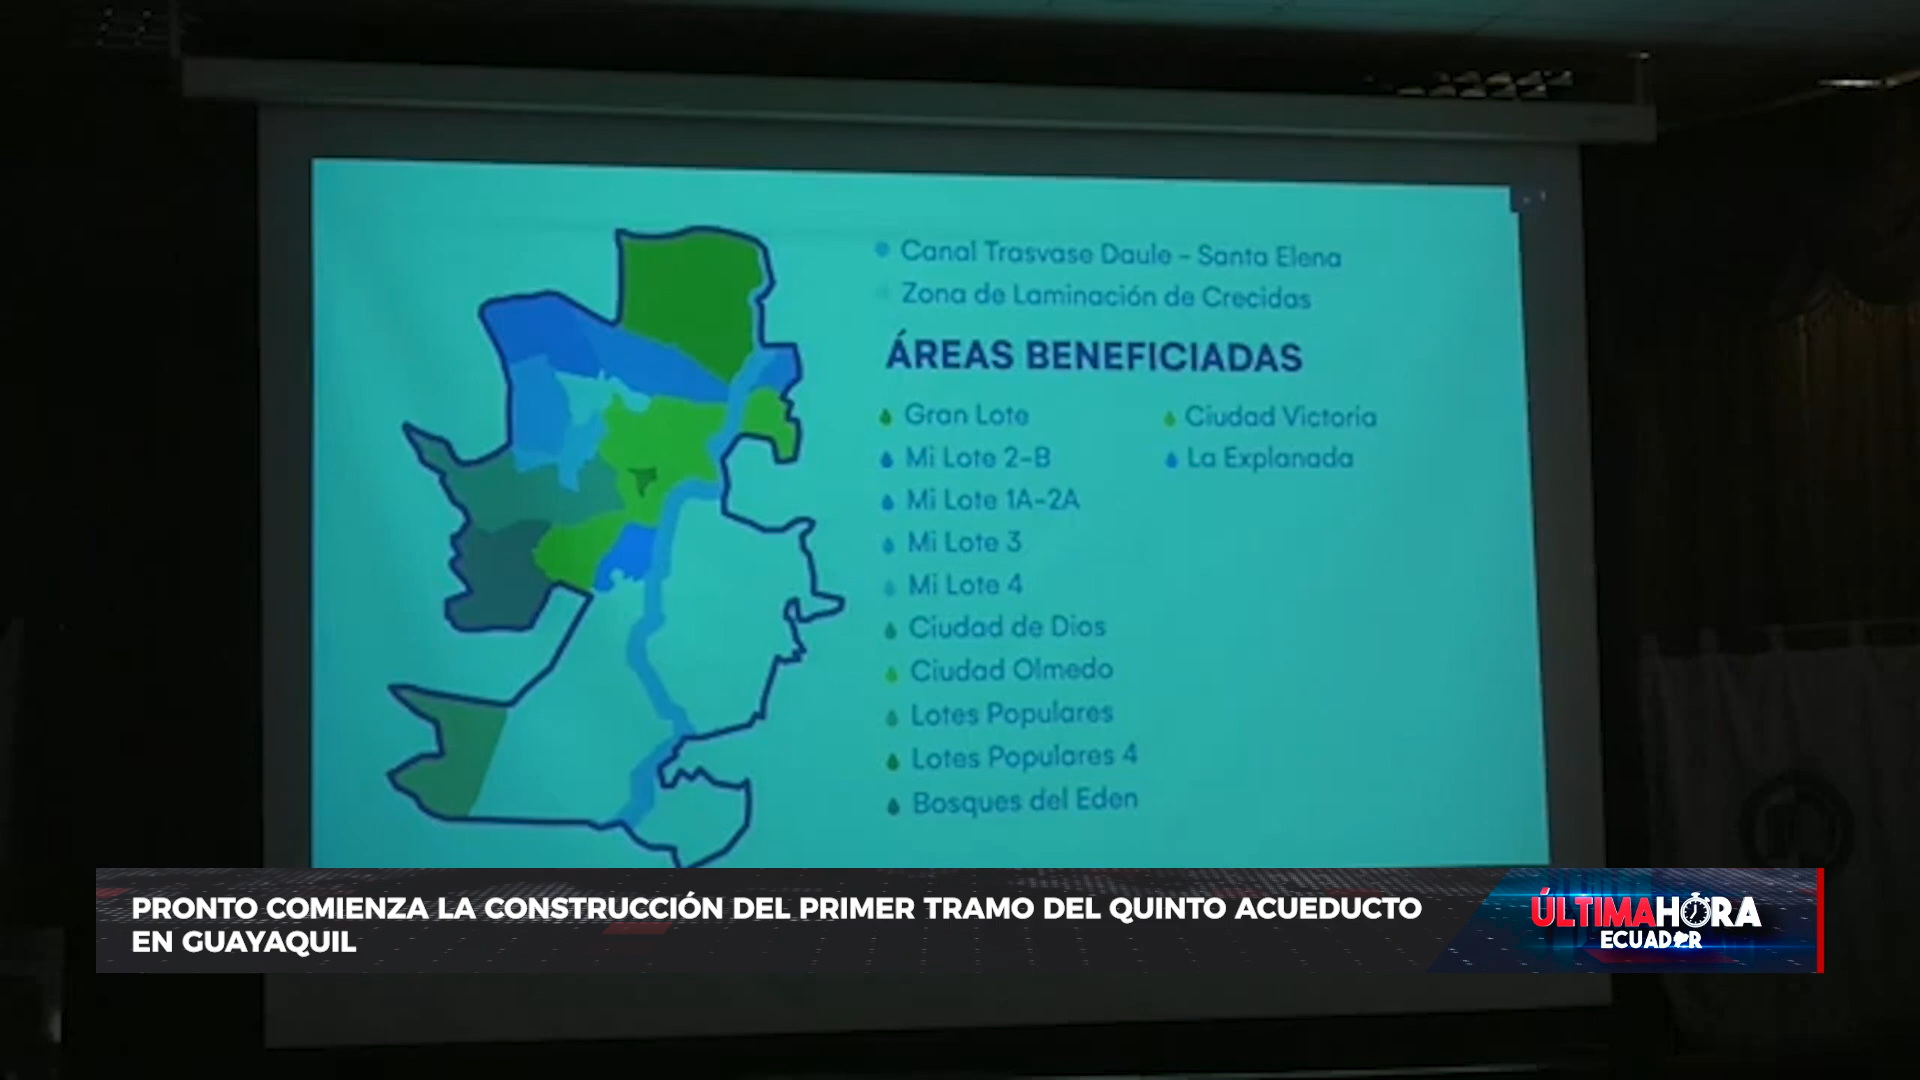 Canal Trasvase Daule - Santa Elena
Zona de Laminación de Crecidas
ÁREAS BENEFICIADAS
Gran Lote
Mi Lote 2-B
Mi Lote 1A-2A
Mi Lote 3
Mi Lote 4
Ciudad de Dios
Ciudad Olmedo
Lotes Populares
Lotes Populares 4
Bosques del Eden
Ciudad Victoria
La Explanada
PRONTO COMIENZA LA CONSTRUCCIÓN DEL PRIMER TRAMO DEL QUINTO ACUEDUCTO
EN GUAYAQUIL
ÚLTIMAHORA
ECUADOR